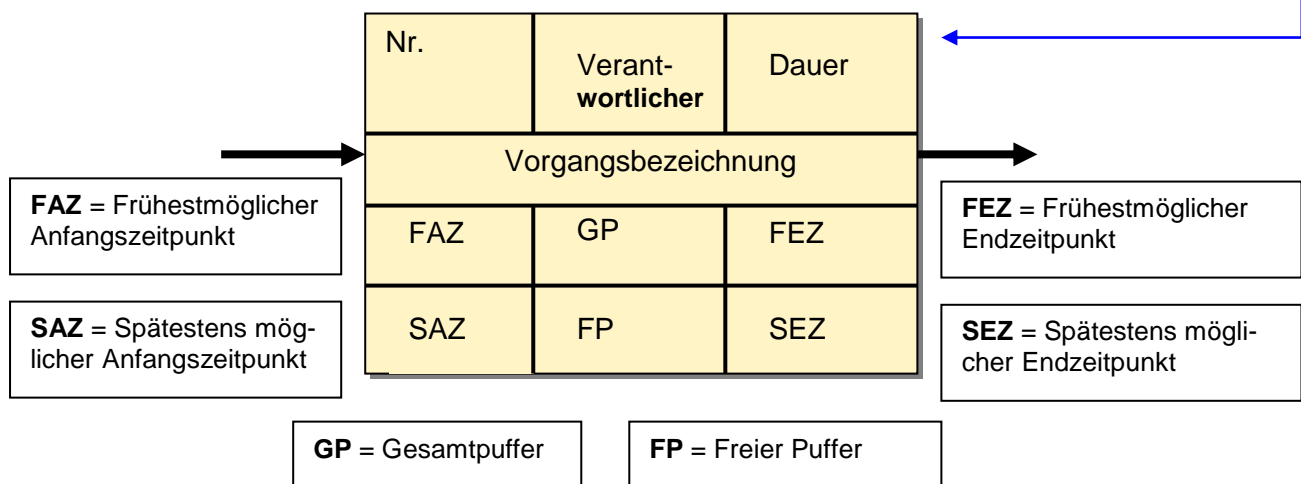 Nr.
Verant-
wortlicher
Dauer
Vorgangsbezeichnung
FAZ = Frühestmöglicher
Anfangszeitpunkt
FEZ = Frühestmöglicher
Endzeitpunkt
FAZ
GP
FEZ
SAZ = Spätestens mög-
licher Anfangszeitpunkt
SAZ
FP
SEZ
SEZ = Spätestens mögli-
cher Endzeitpunkt
GP = Gesamtpuffer
FP = Freier Puffer